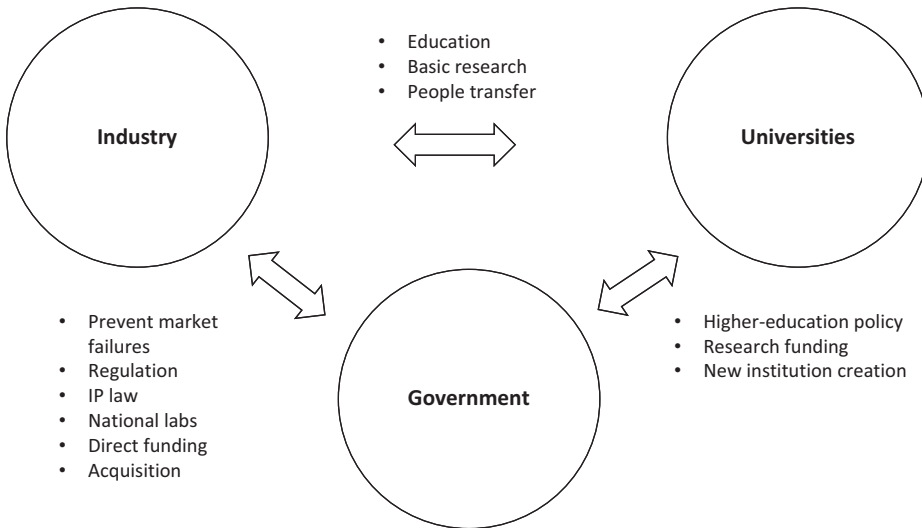 • Education
• Basic research
• People transfer
Industry
Universities
• Prevent market
failures
• Regulation
• IP law
• National labs
• Direct funding
• Acquisition
Government
• Higher-education policy
• Research funding
• New institution creation